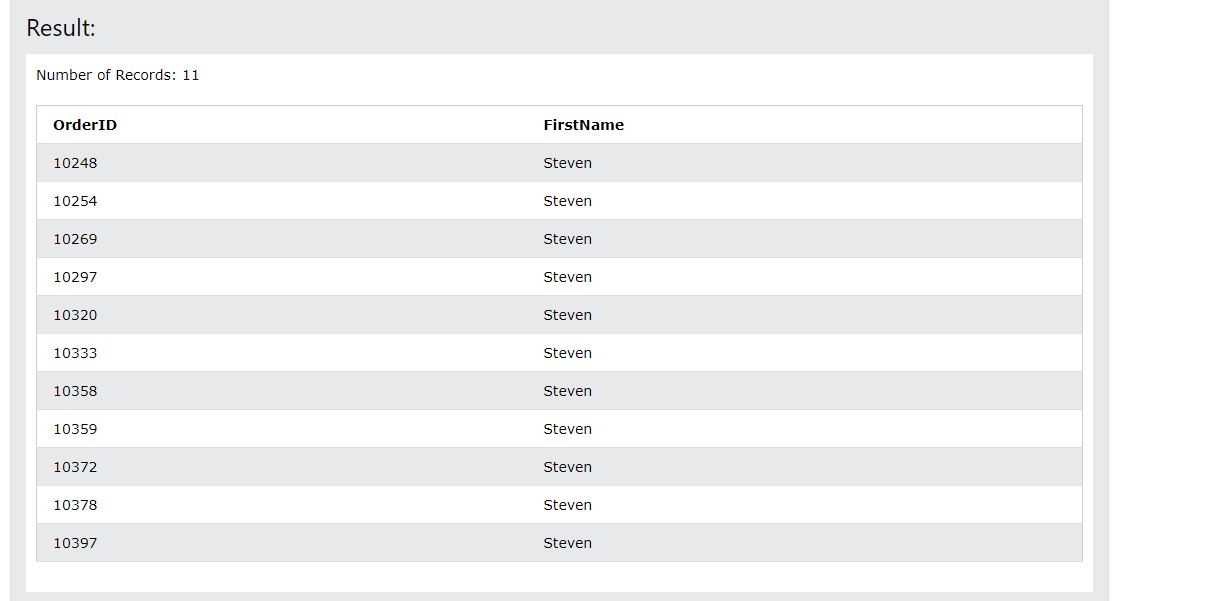 Result:
Number of Records: 11
OrderID FirstName
10248 Steven
10254 Steven
10269 Steven
10297 Steven
10320 Steven
10333 Steven
10358 Steven
10359 Steven
10372 Steven
10378 Steven
10397 Steven